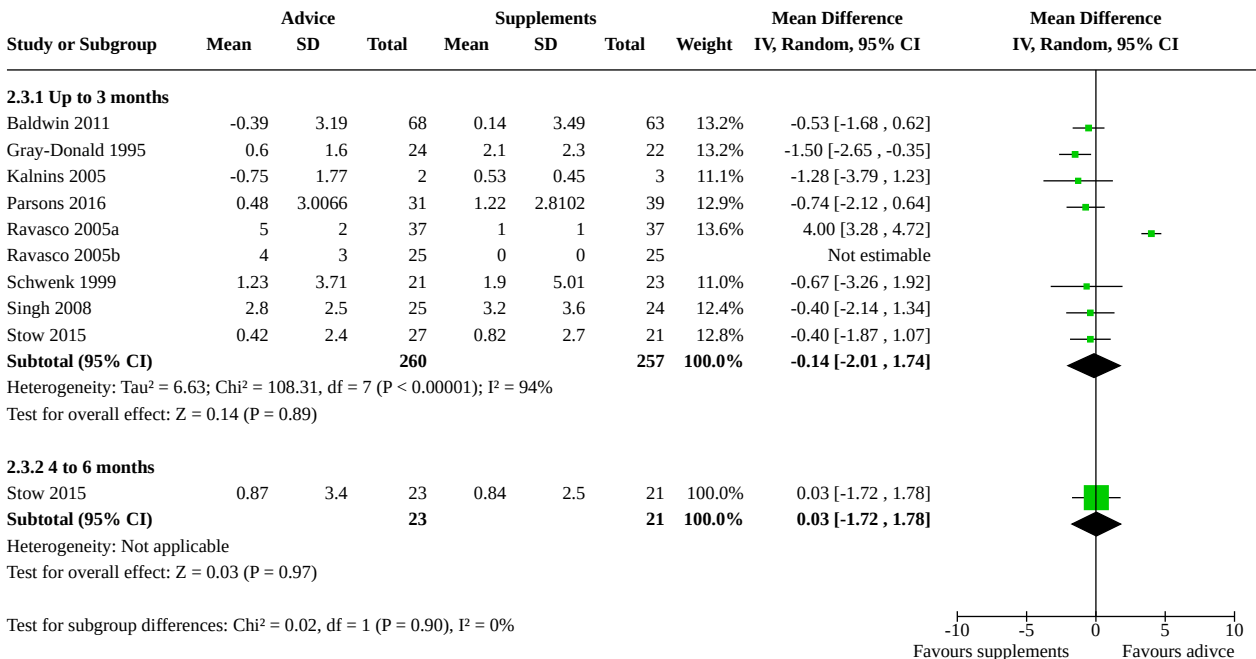 Advice Supplements Mean Difference Mean Difference
Study or Subgroup Mean SD Total Mean SD Total Weight IV, Random, 95% CI IV, Random, 95% CI
2.3.1 Up to 3 months
Baldwin 2011 -0.39 3.19 68 0.14 3.49 63 13.2% -0.53 [-1.68 , 0.62]
Gray-Donald 1995 0.6 1.6 24 2.1 2.3 22 13.2% -1.50 [-2.65 , -0.35]
Kalnins 2005 -0.75 1.77 2 0.53 0.45 3 11.1% -1.28 [-3.79 , 1.23]
Parsons 2016 0.48 3.0066 31 1.22 2.8102 39 12.9% -0.74 [-2.12 , 0.64]
Ravasco 2005a 5 2 37 1 1 37 13.6% 4.00 [3.28 , 4.72]
Ravasco 2005b 4 3 25 0 0 25 Not estimable
Schwenk 1999 1.23 3.71 21 1.9 5.01 23 11.0% -0.67 [-3.26 , 1.92]
Singh 2008 2.8 2.5 25 3.2 3.6 24 12.4% -0.40 [-2.14 , 1.34]
Stow 2015 0.42 2.4 27 0.82 2.7 21 12.8% -0.40 [-1.87 , 1.07]
Subtotal (95% CI) 260 257 100.0% -0.14 [-2.01 , 1.74]
Heterogeneity: Tau² = 6.63; Chi² = 108.31, df = 7 (P < 0.00001); I² = 94%
Test for overall effect: Z = 0.14 (P = 0.89)
2.3.2 4 to 6 months
Stow 2015 0.87 3.4 23 0.84 2.5 21 100.0% 0.03 [-1.72 , 1.78]
Subtotal (95% CI) 23 21 100.0% 0.03 [-1.72 , 1.78]
Heterogeneity: Not applicable
Test for overall effect: Z = 0.03 (P = 0.97)
Test for subgroup differences: Chi² = 0.02, df = 1 (P = 0.90), I² = 0%
-10 -5 0 5 10
Favours supplements Favours adivce